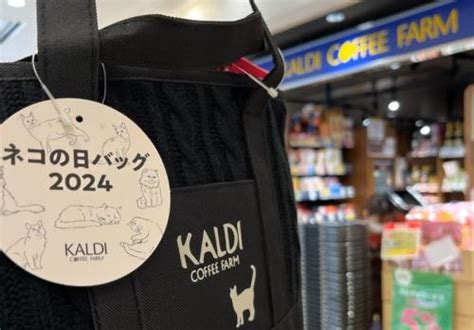 KALDI COFFEE FARM
ネコの日バッグ
2024
KALDI
COFFEE FARM
KALDI
COFFEE FARM